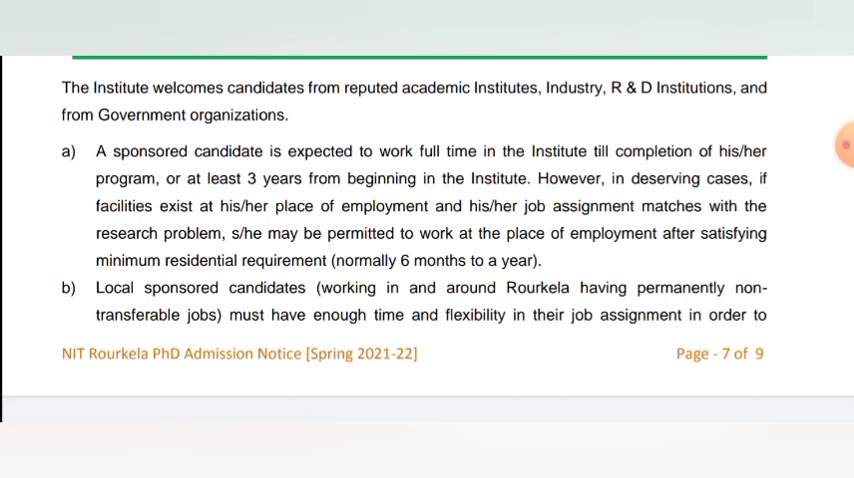 The Institute welcomes candidates from reputed academic Institutes, Industry, R & D Institutions, and
from Government organizations.
a) A sponsored candidate is expected to work full time in the Institute till completion of his/her
program, or at least 3 years from beginning in the Institute. However, in deserving cases, if
facilities exist at his/her place of employment and his/her job assignment matches with the
research problem, s/he may be permitted to work at the place of employment after satisfying
minimum residential requirement (normally 6 months to a year).
b) Local sponsored candidates (working in and around Rourkela having permanently non-
transferable jobs) must have enough time and flexibility in their job assignment in order to
NIT Rourkela PhD Admission Notice [Spring 2021-22] Page - 7 of 9